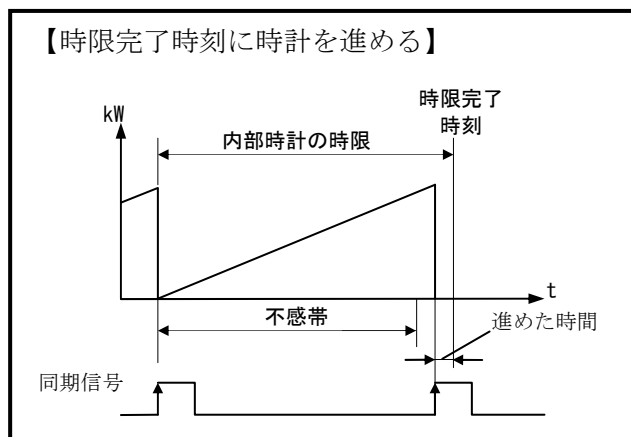 【時限完了時刻に時計を進める】
時限完了
時刻
kW
内部時計の時限
t
不感帯
進めた時間
同期信号